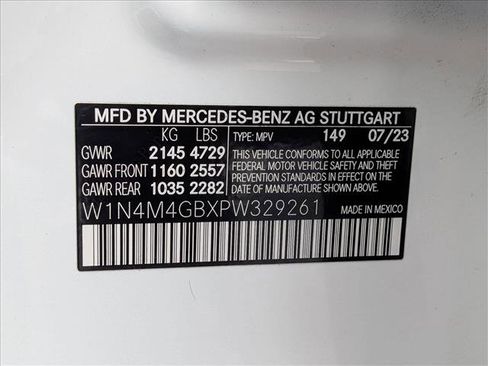 MFD BY MERCEDES-BENZ AG STUTTGART
KG LBS TYPE: MPV 149 07/23
GVWR 2145 4729 THIS VEHICLE CONFORMS TO ALL APPLICABLE
GAWR FRONT 1160 2557 FEDERAL MOTOR VEHICLE SAFETY AND THEFT
PREVENTION STANDARDS IN EFFECT ON THE
GAWR REAR 1035 2282 DATE OF MANUFACTURE SHOWN ABOVE.
W1N4M4GBXPW329261 MADE IN MEXICO